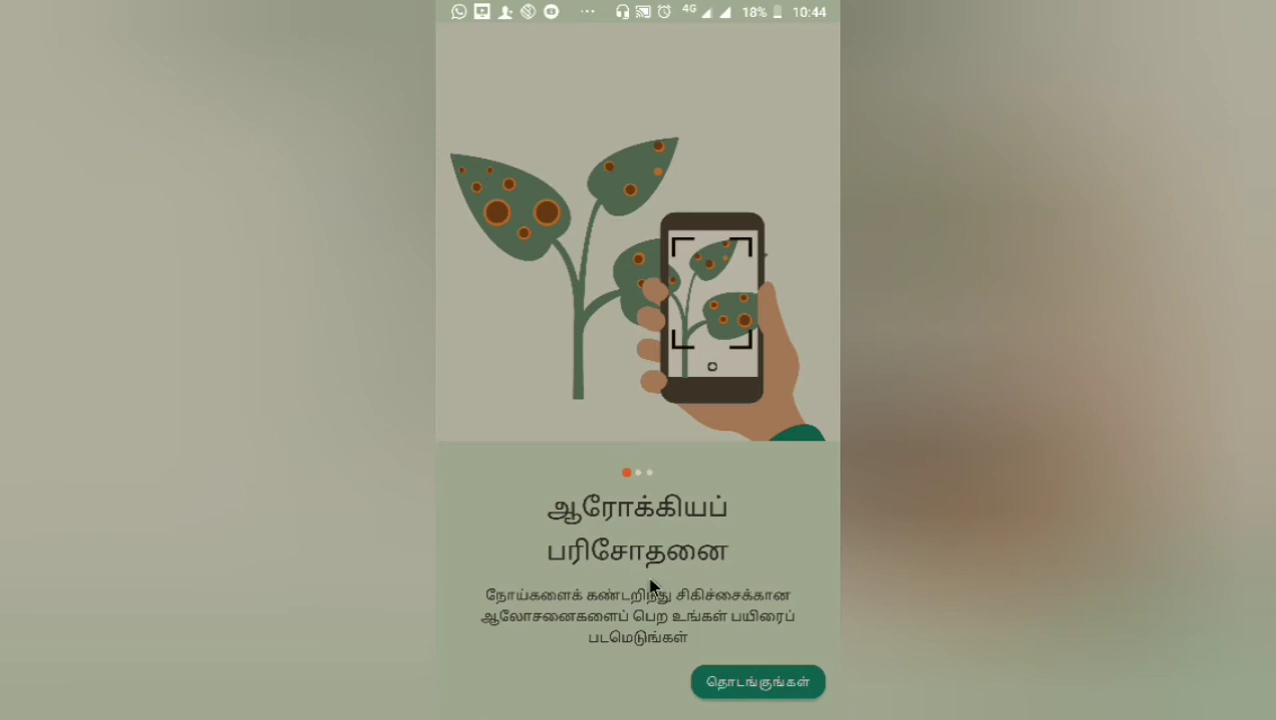 4G 18% 10:44
ஆரோக்கியப்
பரிசோதனை
நோய்களைக் கண்டறிந்து சிகிச்சைக்கான
ஆலோசனைகளைப் பெற உங்கள் பயிரைப்
படமெடுங்கள்
தொடங்குங்கள்